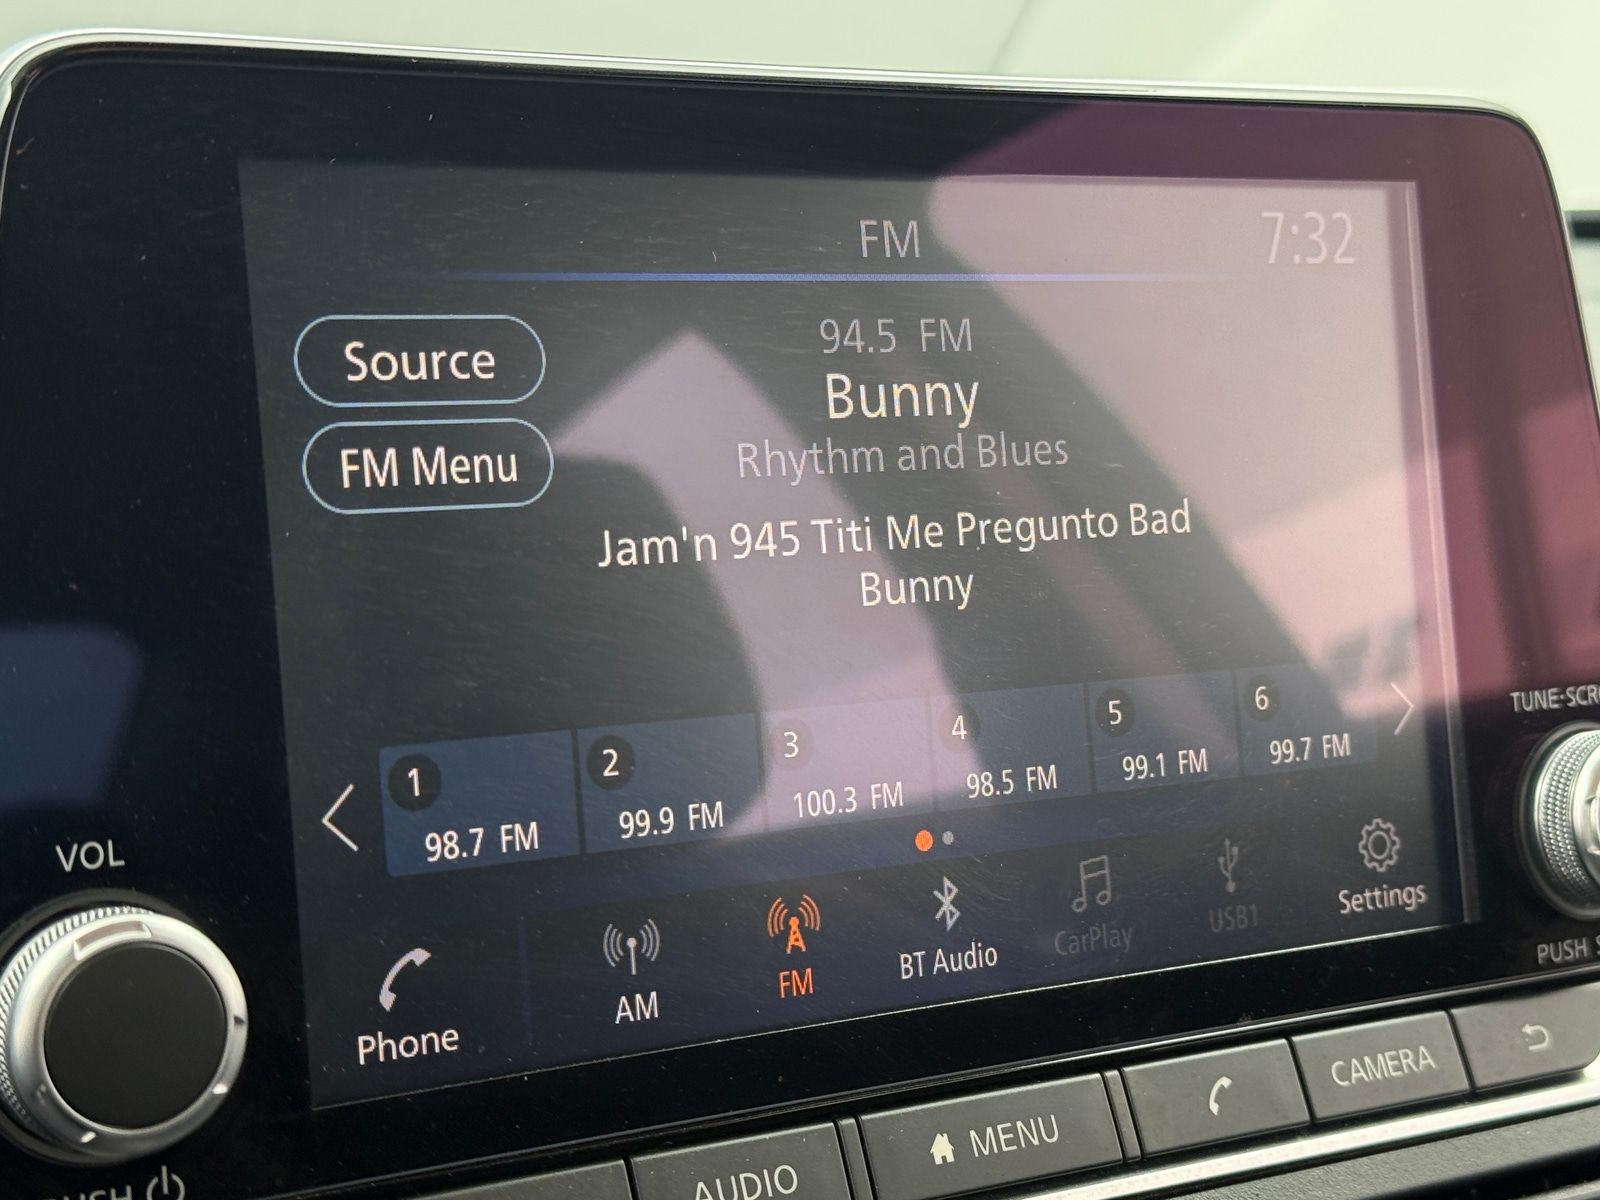 FM
7:32
Source
94.5 FM
Bunny
FM Menu
Rhythm and Blues
Jam'n 945 Titi Me Pregunto Bad
Bunny
1
98.7 FM
2
99.9 FM
3
100.3 FM
4
98.5 FM
5
99.1 FM
6
99.7 FM
TUNE·SCRO
VOL
Phone
AM
FM
BT Audio
CarPlay
USB1
Settings
PUSH S
PUSH
AUDIO
MENU
CAMERA